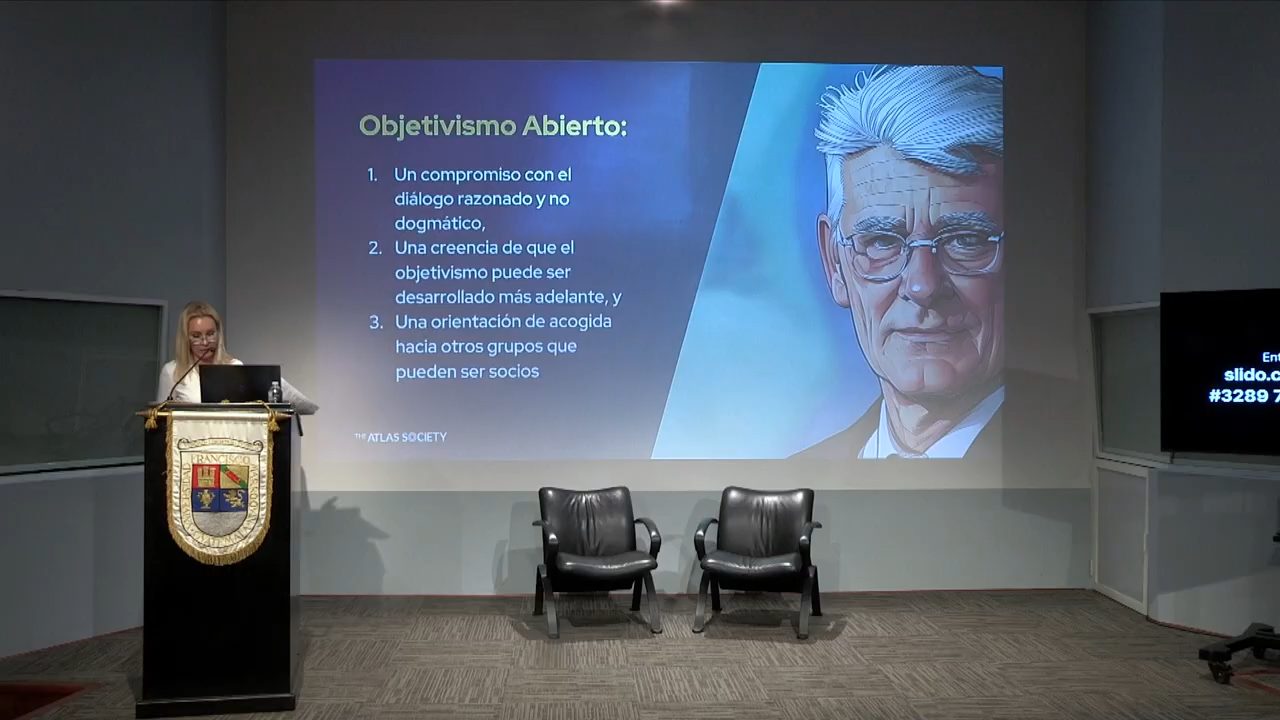 Objetivismo Abierto:
1. Un compromiso con el
diálogo razonado y no
dogmático,
2. Una creencia de que el
objetivismo puede ser
desarrollado más adelante, y
3. Una orientación de acogida
hacia otros grupos que
pueden ser socios
THE ATLAS SOCIETY
FRANCISCO
Ent
slido.c
#3289 7